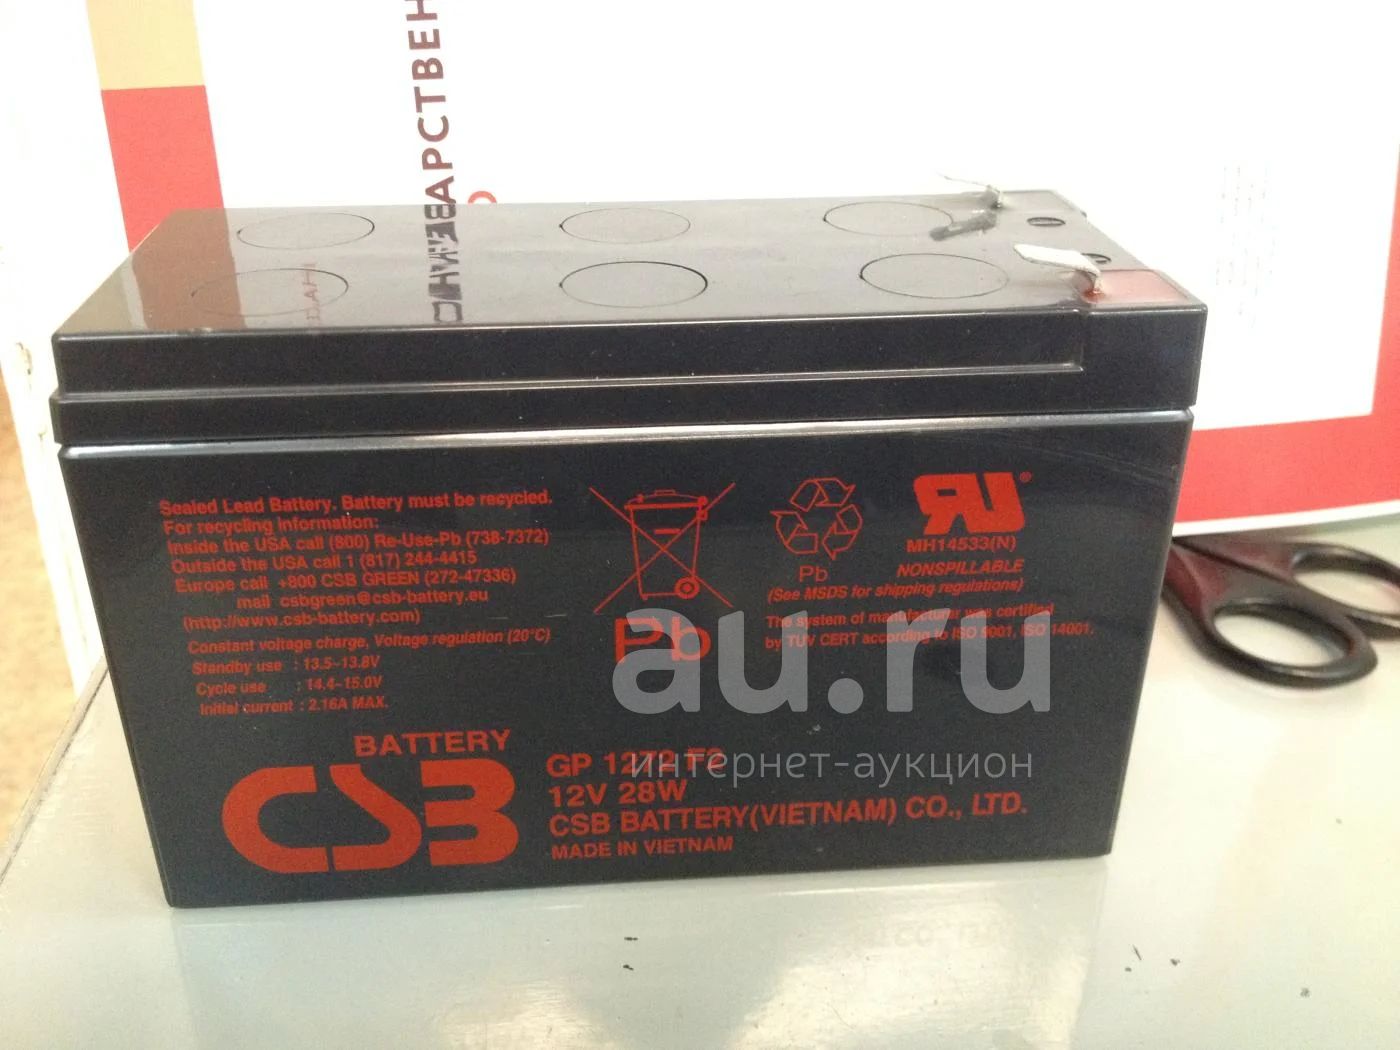 АРСТВЕН
Sealed Lead Battery. Battery must be recycled.
For recycling information:
Inside the USA call (800) Re-Use-Pb (738-7372)
Outside the USA call 1 (817) 244-4415
Europe call +800 CSB GREEN (272-47336)
mail csbgreen@csb-battery.eu
(http://www.csb-battery.com)
Constant voltage charge, Voltage regulation (20°C)
Standby use : 13.5~13.8V
Cycle use : 14.4~15.0V
Initial current : 2.16A MAX.
Pb
Pb
RU®
MH14533(N)
NONSPILLABLE
(See MSDS for shipping regulations)
The system of manufacturer was certified
by TUV CERT according to ISO 9001, ISO 14001.
BATTERY
CSB
GP 1272 F2
12V 28W
CSB BATTERY(VIETNAM) CO., LTD.
MADE IN VIETNAM
au.ru
интернет-аукцион